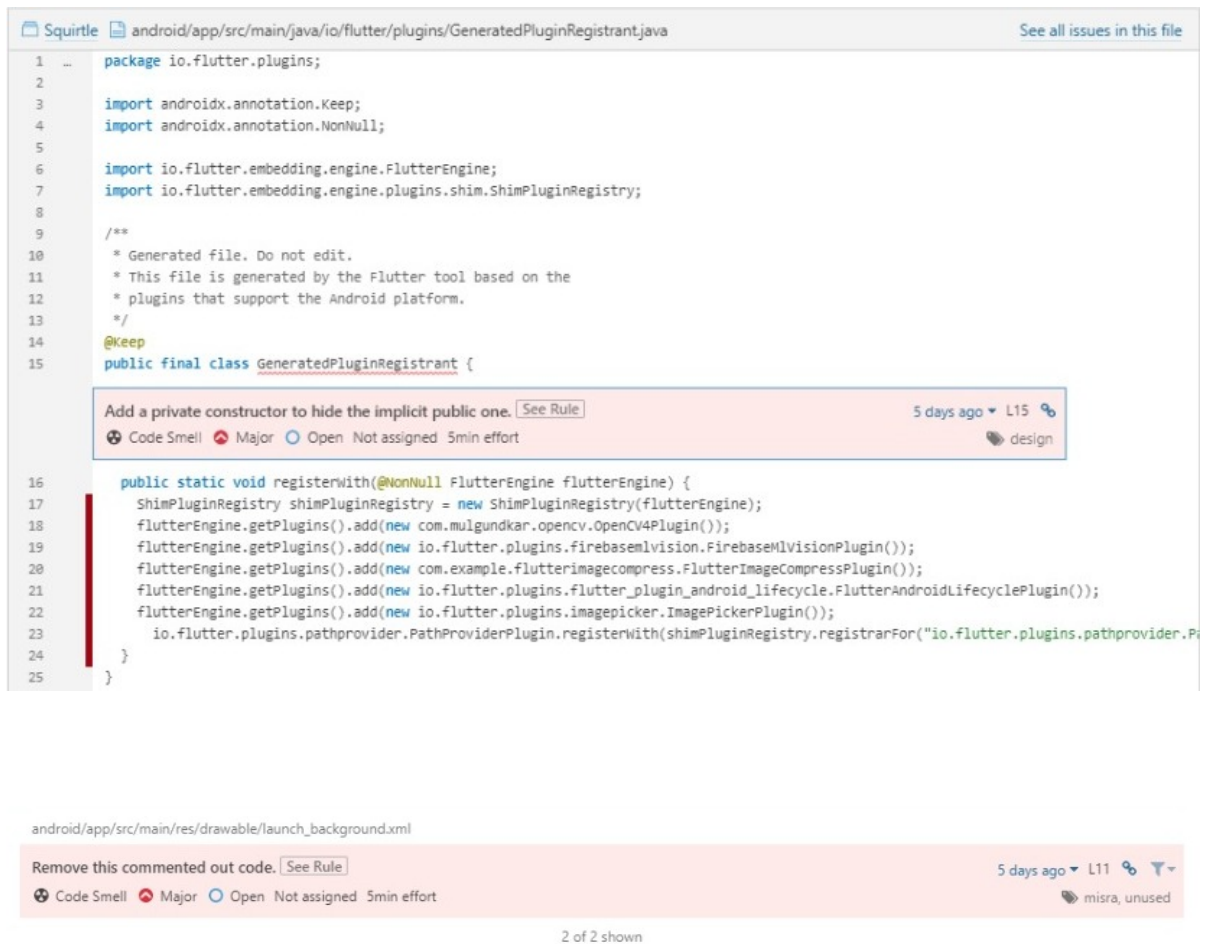 Squirtle android/app/src/main/java/io/flutter/plugins/GeneratedPluginRegistrant.java See all issues in this file
1 ... package io.flutter.plugins;
2
3 import androidx.annotation.Keep;
4 import androidx.annotation.NonNull;
5
6 import io.flutter.embedding.engine.FlutterEngine;
7 import io.flutter.embedding.engine.plugins.shim.ShimPluginRegistry;
8
9 /**
10 * Generated file. Do not edit.
11 * This file is generated by the Flutter tool based on the
12 * plugins that support the Android platform.
13 */
14 @Keep
15 public final class GeneratedPluginRegistrant {
Add a private constructor to hide the implicit public one. See Rule 5 days ago L15
Code Smell Major Open Not assigned 5min effort design
16 public static void registerWith(@NonNull FlutterEngine flutterEngine) {
17 ShimPluginRegistry shimPluginRegistry = new ShimPluginRegistry(flutterEngine);
18 flutterEngine.getPlugins().add(new com.mulgundkar.opencv.OpenCV4Plugin());
19 flutterEngine.getPlugins().add(new io.flutter.plugins.firebasemlvision.FirebaseMlVisionPlugin());
20 flutterEngine.getPlugins().add(new com.example.flutterimagecompress.FlutterImageCompressPlugin());
21 flutterEngine.getPlugins().add(new io.flutter.plugins.flutter_plugin_android_lifecycle.FlutterAndroidLifecyclePlugin());
22 flutterEngine.getPlugins().add(new io.flutter.plugins.imagepicker.ImagePickerPlugin());
23 io.flutter.plugins.pathprovider.PathProviderPlugin.registerWith(shimPluginRegistry.registrarFor("io.flutter.plugins.pathprovider.Pa
24 }
25 }
android/app/src/main/res/drawable/launch_background.xml
Remove this commented out code. See Rule 5 days ago L11
Code Smell Major Open Not assigned 5min effort misra, unused
2 of 2 shown